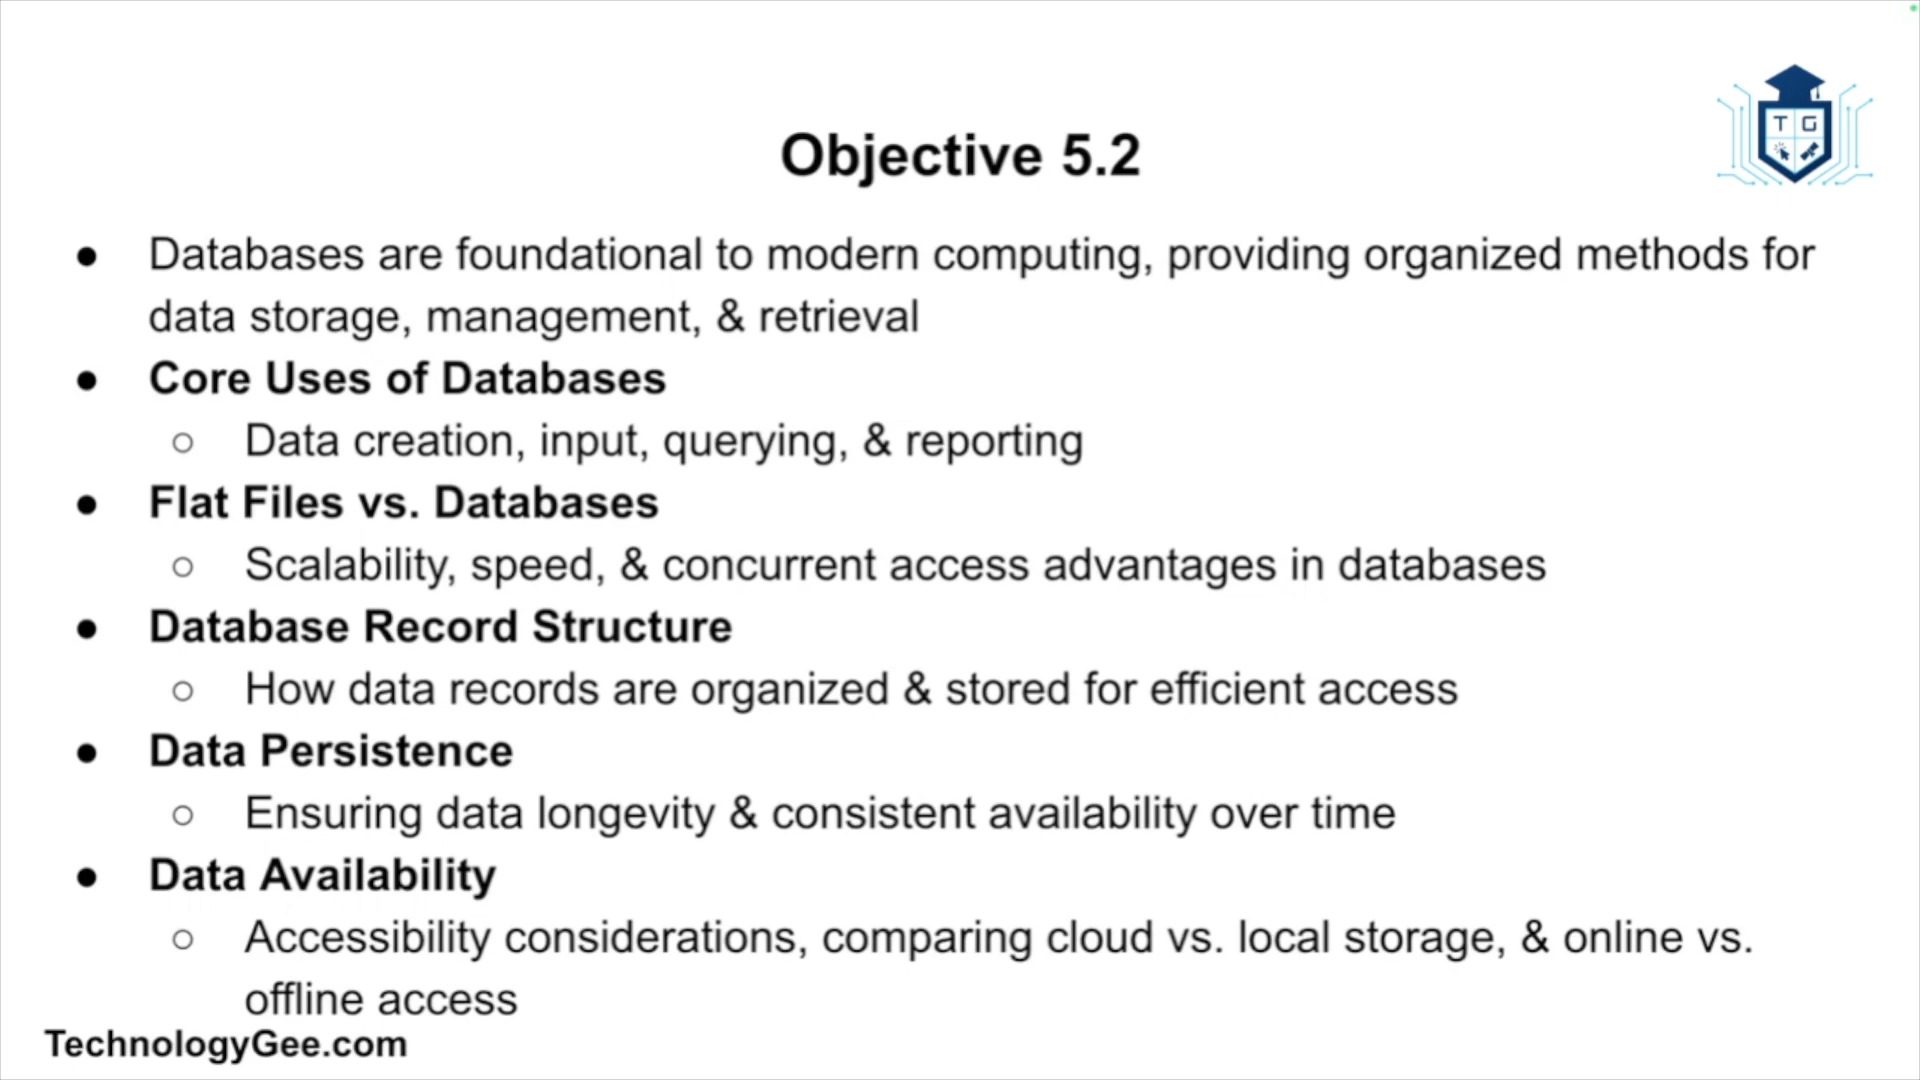 T G
Objective 5.2
● Databases are foundational to modern computing, providing organized methods for
data storage, management, & retrieval
● Core Uses of Databases
○ Data creation, input, querying, & reporting
● Flat Files vs. Databases
○ Scalability, speed, & concurrent access advantages in databases
● Database Record Structure
○ How data records are organized & stored for efficient access
● Data Persistence
○ Ensuring data longevity & consistent availability over time
● Data Availability
○ Accessibility considerations, comparing cloud vs. local storage, & online vs.
offline access
TechnologyGee.com